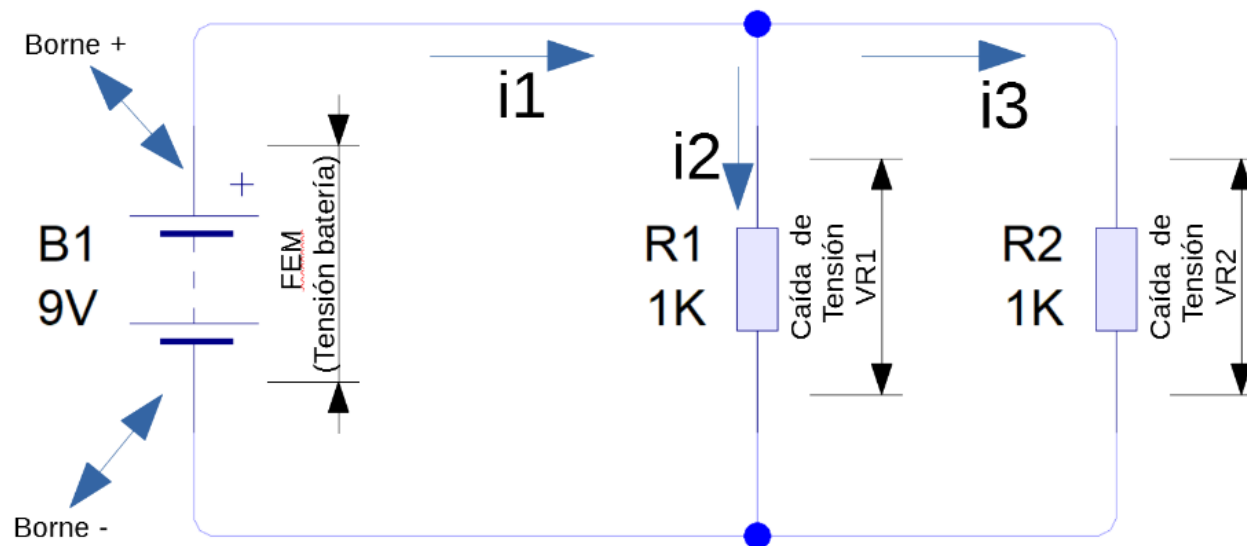 Borne +
i1
i3
i2
+
B1
9V
FEM
(Tensión batería)
R1
1K
Caída de
Tensión
VR1
R2
1K
Caída de
Tensión
VR2
Borne -